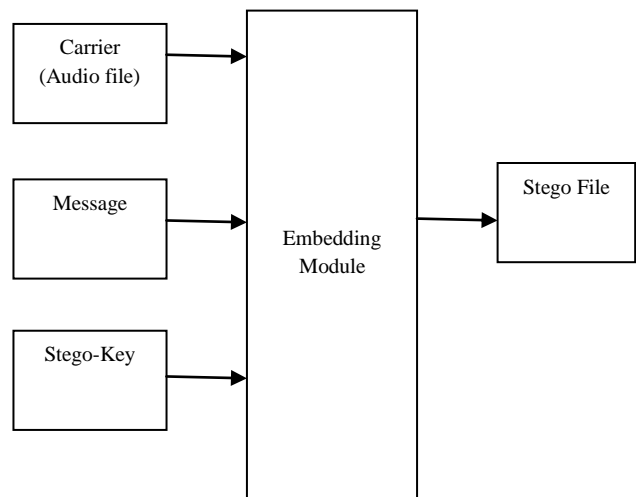 Carrier
(Audio file)
Message
Stego-Key
Embedding
Module
Stego File